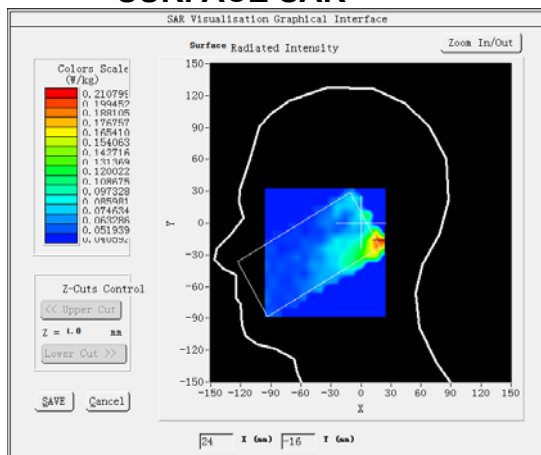 SURFACE SAR
SAR Visualisation Graphical Interface
Surface Radiated Intensity
Zoom In/Out
Colors Scale
(W/kg)
0.210799
0.199452
0.188105
0.176757
0.165410
0.154063
0.142716
0.131369
0.120022
0.108675
0.097328
0.085981
0.074634
0.063286
0.051939
0.040592
Z-Cuts Control
<< Upper Cut
Z = 1.0 mm
Lower Cut >>
SAVE
Cancel
150
120
90
60
30
0
-30
-60
-90
-120
-150
Y
-150 -120 -90 -60 -30 0 30 60 90 120 150
X
24 X (mm) -16 Y (mm)